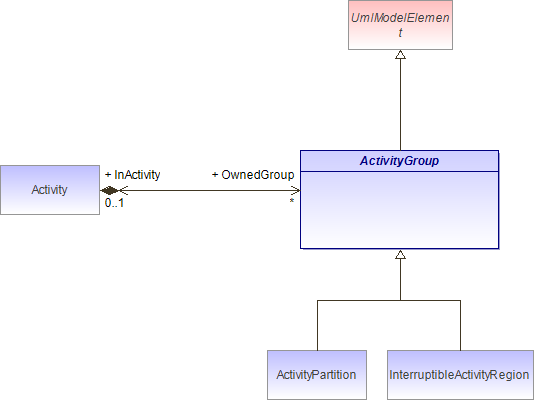 UmlModelElemen
t
ActivityGroup
+ InActivity
+ OwnedGroup
Activity
0..1
*
ActivityPartition
InterruptibleActivityRegion